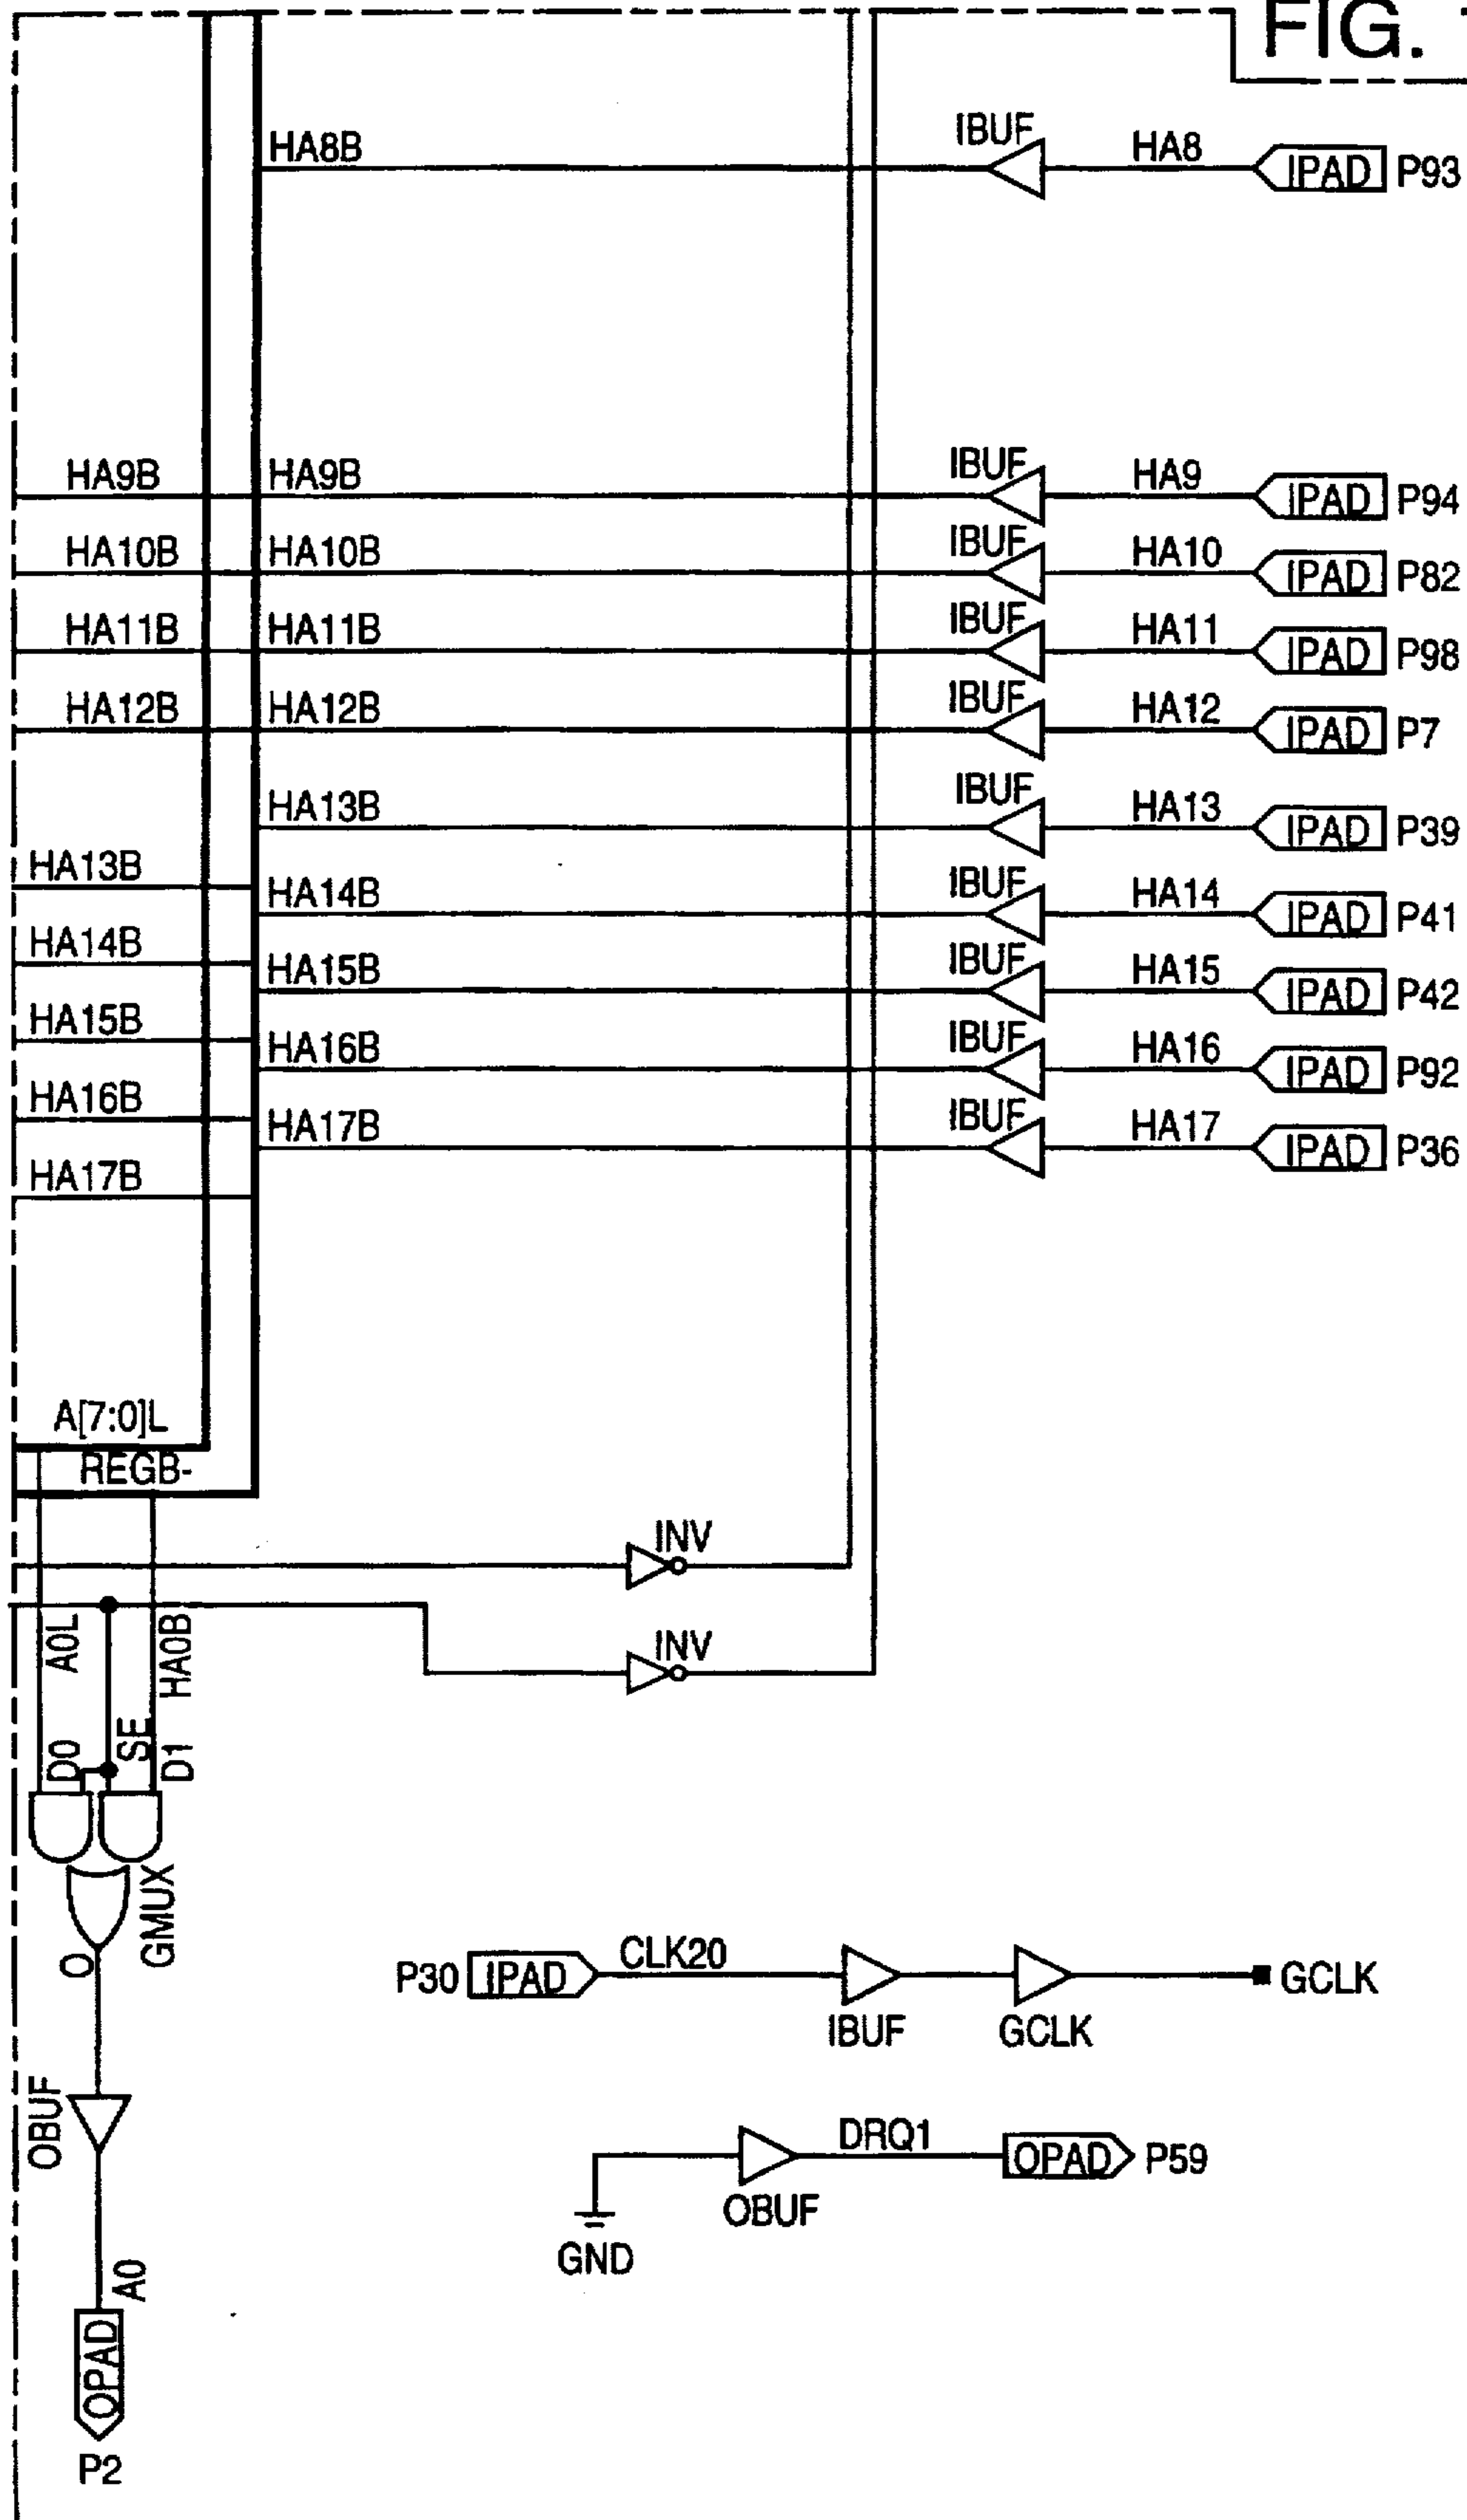 FIG.
HA8B IBUF HA8 IPAD P93
HA9B HA9B IBUF HA9 IPAD P94
HA10B HA10B IBUF HA10 IPAD P82
HA11B HA11B IBUF HA11 IPAD P98
HA12B HA12B IBUF HA12 IPAD P7
HA13B IBUF HA13 IPAD P39
HA13B
HA14B IBUF HA14 IPAD P41
HA14B
HA15B IBUF HA15 IPAD P42
HA15B
HA16B IBUF HA16 IPAD P92
HA16B
HA17B IBUF HA17 IPAD P36
HA17B
A[7:0]L
REGB-
INV
INV
A0L
HA0B
D0
SE
D1
GMUX
O
P30 IPAD CLK20 IBUF GCLK GCLK
OBUF
DRQ1 OPAD P59
OBUF
GND
A0
OPAD
P2